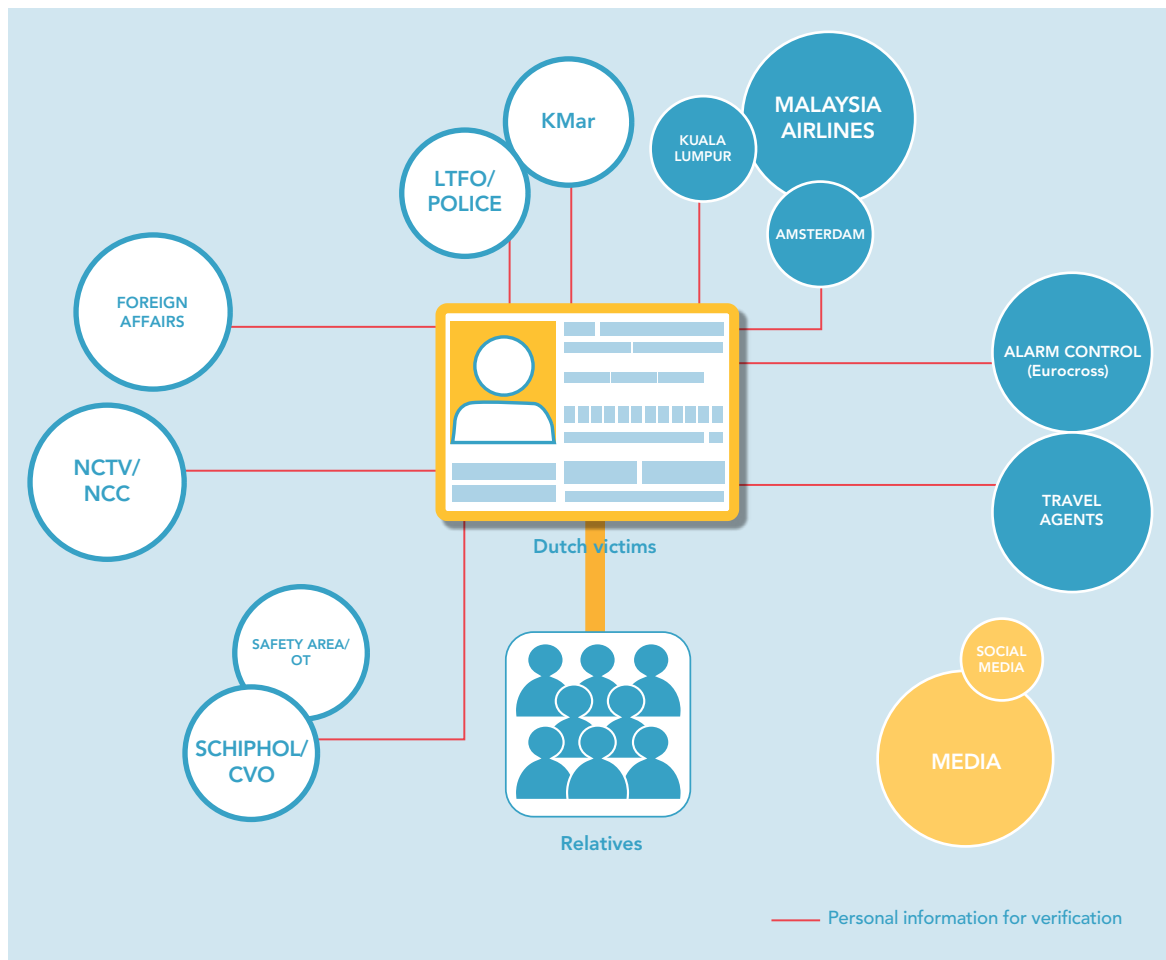 KMar
LTFO/
POLICE
MALAYSIA
AIRLINES
KUALA
LUMPUR
AMSTERDAM
FOREIGN
AFFAIRS
ALARM CONTROL
(Eurocross)
NCTV/
NCC
TRAVEL
AGENTS
Dutch victims
SAFETY AREA/
OT
SCHIPHOL/
CVO
SOCIAL
MEDIA
MEDIA
Relatives
Personal information for verification